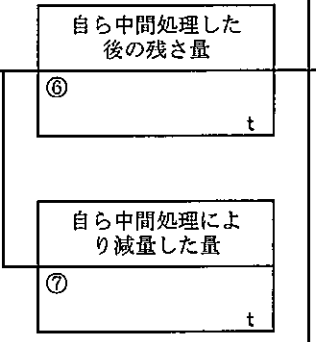 自ら中間処理した
後の残さ量
⑥
t
自ら中間処理によ
り減量した量
⑦
t